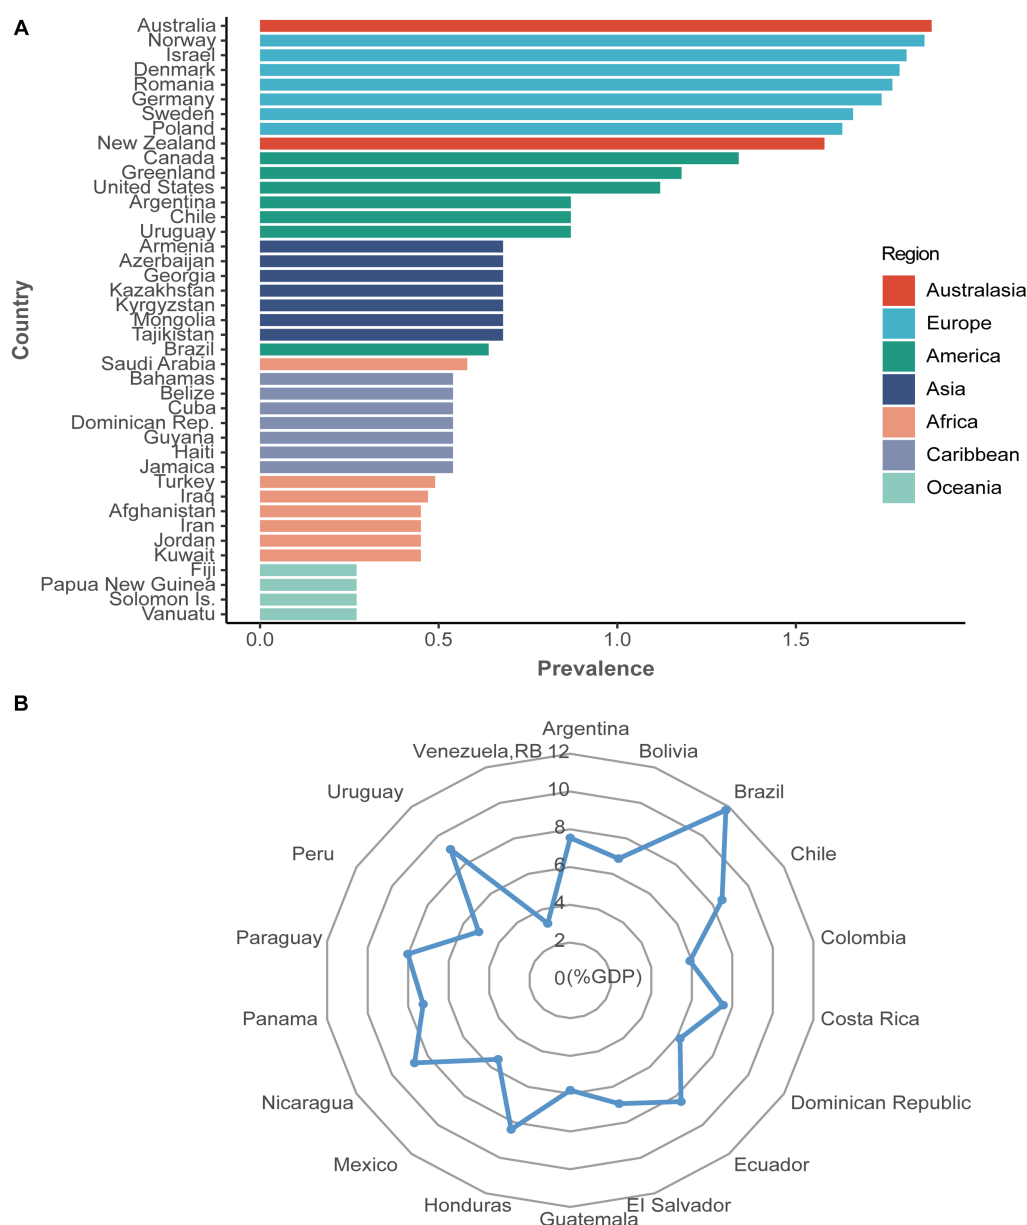 A
Australia
Norway
Israel
Denmark
Romania
Germany
Sweden
Poland
New Zealand
Canada
Greenland
United States
Argentina
Chile
Uruguay
Armenia
Azerbaijan
Georgia
Kazakhstan
Kyrgyzstan
Mongolia
Tajikistan
Brazil
Saudi Arabia
Bahamas
Belize
Cuba
Dominican Rep.
Guyana
Haiti
Jamaica
Turkey
Iraq
Afghanistan
Iran
Jordan
Kuwait
Fiji
Papua New Guinea
Solomon Is.
Vanuatu
Country
0.0 0.5 1.0 1.5
Prevalence
Region
Australasia
Europe
America
Asia
Africa
Caribbean
Oceania
B
Argentina
Bolivia
Brazil
Chile
Colombia
Costa Rica
Dominican Republic
Ecuador
El Salvador
Guatemala
Honduras
Mexico
Nicaragua
Panama
Paraguay
Peru
Uruguay
Venezuela,RB
12
10
8
6
4
2
0(%GDP)